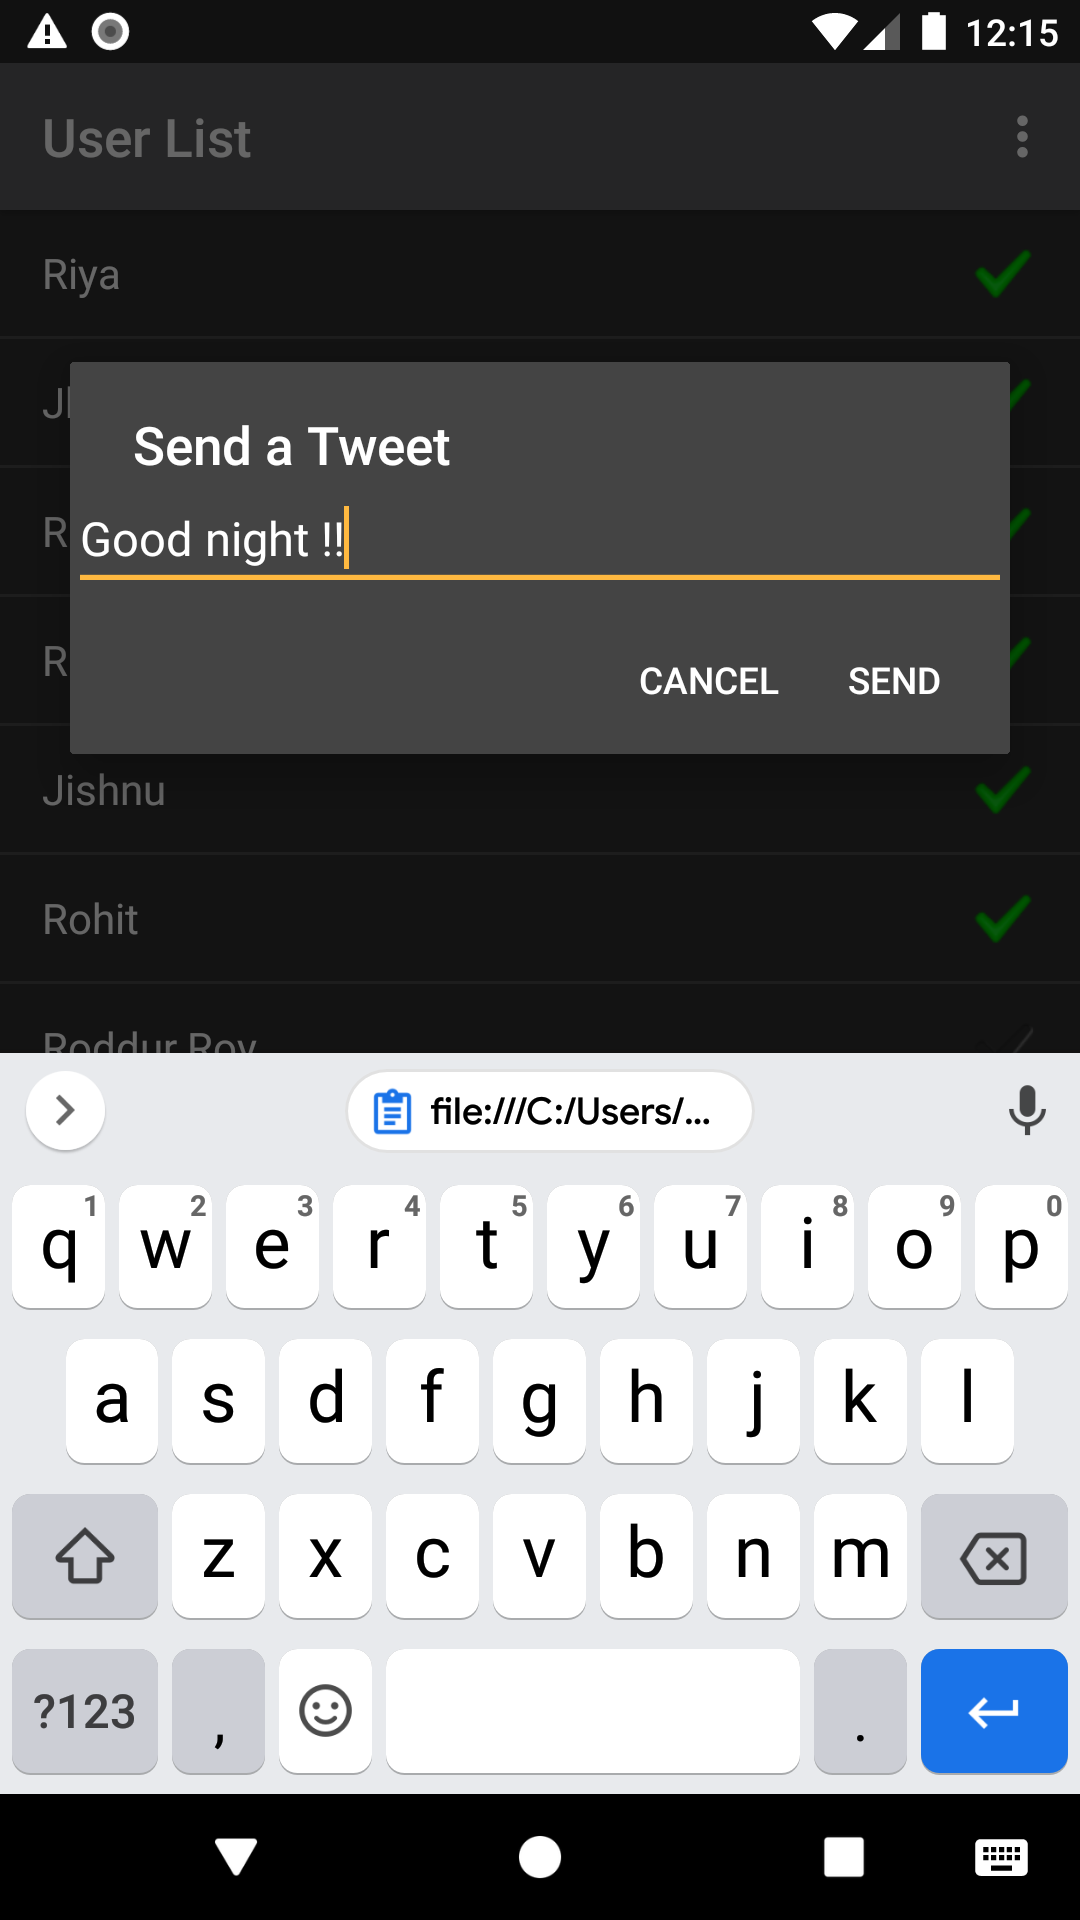 12:15
User List
Riya
Send a Tweet
Good night !!
CANCEL SEND
Jishnu
Rohit
Roddur Roy
file:///C:/Users/...
1 2 3 4 5 6 7 8 9 0
q w e r t y u i o p
a s d f g h j k l
z x c v b n m
?123 , .